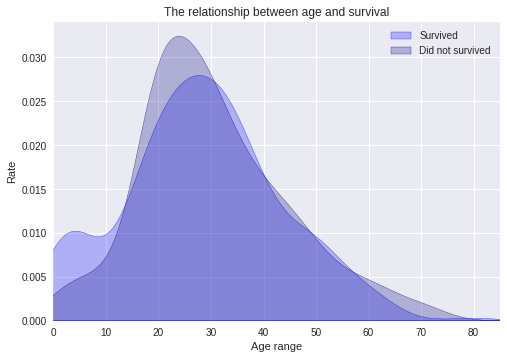 The relationship between age and survival
Survived
Did not survived
0.030
0.025
0.020
0.015
0.010
0.005
0.000
Rate
0 10 20 30 40 50 60 70 80
Age range